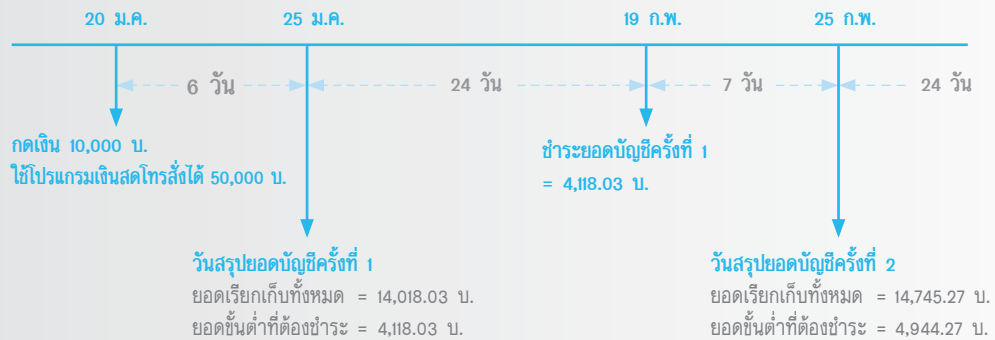 20 ม.ค. 25 ม.ค. 19 ก.พ. 25 ก.พ.
6 วัน 24 วัน 7 วัน 24 วัน
กดเงิน 10,000 บ.
ใช้โปรแกรมเงินสดโทรสั่งได้ 50,000 บ.
ชำระยอดบัญชีครั้งที่ 1
= 4,118.03 บ.
วันสรุปยอดบัญชีครั้งที่ 1
ยอดเรียกเก็บทั้งหมด = 14,018.03 บ.
ยอดขั้นต่ำที่ต้องชำระ = 4,118.03 บ.
วันสรุปยอดบัญชีครั้งที่ 2
ยอดเรียกเก็บทั้งหมด = 14,745.27 บ.
ยอดขั้นต่ำที่ต้องชำระ = 4,944.27 บ.